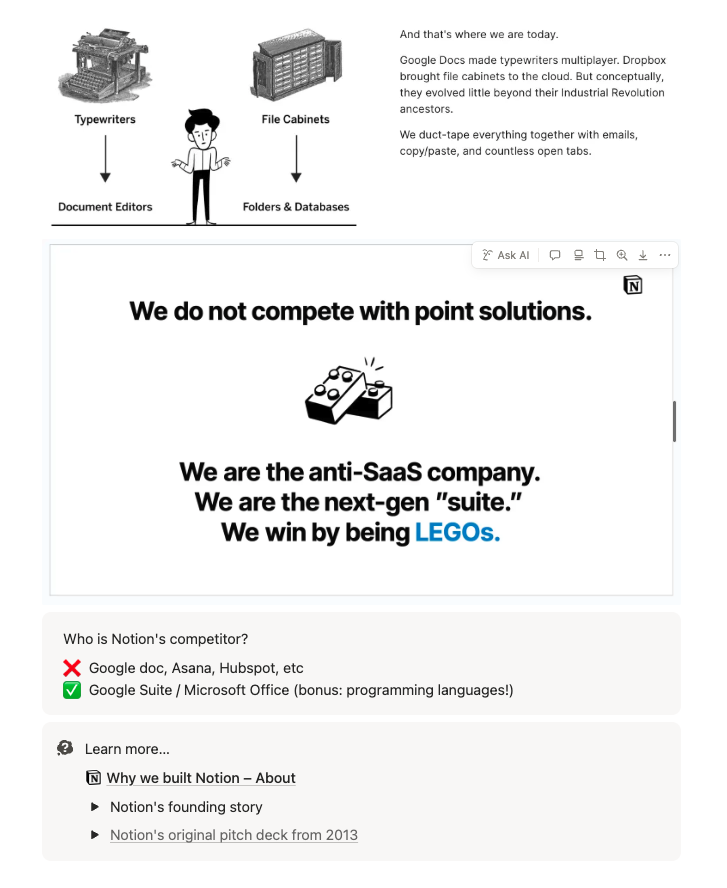 And that's where we are today.
Google Docs made typewriters multiplayer. Dropbox
brought file cabinets to the cloud. But conceptually,
they evolved little beyond their Industrial Revolution
ancestors.
We duct-tape everything together with emails,
copy/paste, and countless open tabs.
Typewriters
File Cabinets
Document Editors
Folders & Databases
Ask AI
N
We do not compete with point solutions.
We are the anti-SaaS company.
We are the next-gen "suite."
We win by being LEGOs.
Who is Notion's competitor?
❌ Google doc, Asana, Hubspot, etc
✅ Google Suite / Microsoft Office (bonus: programming languages!)
Learn more...
N Why we built Notion – About
Notion's founding story
Notion's original pitch deck from 2013